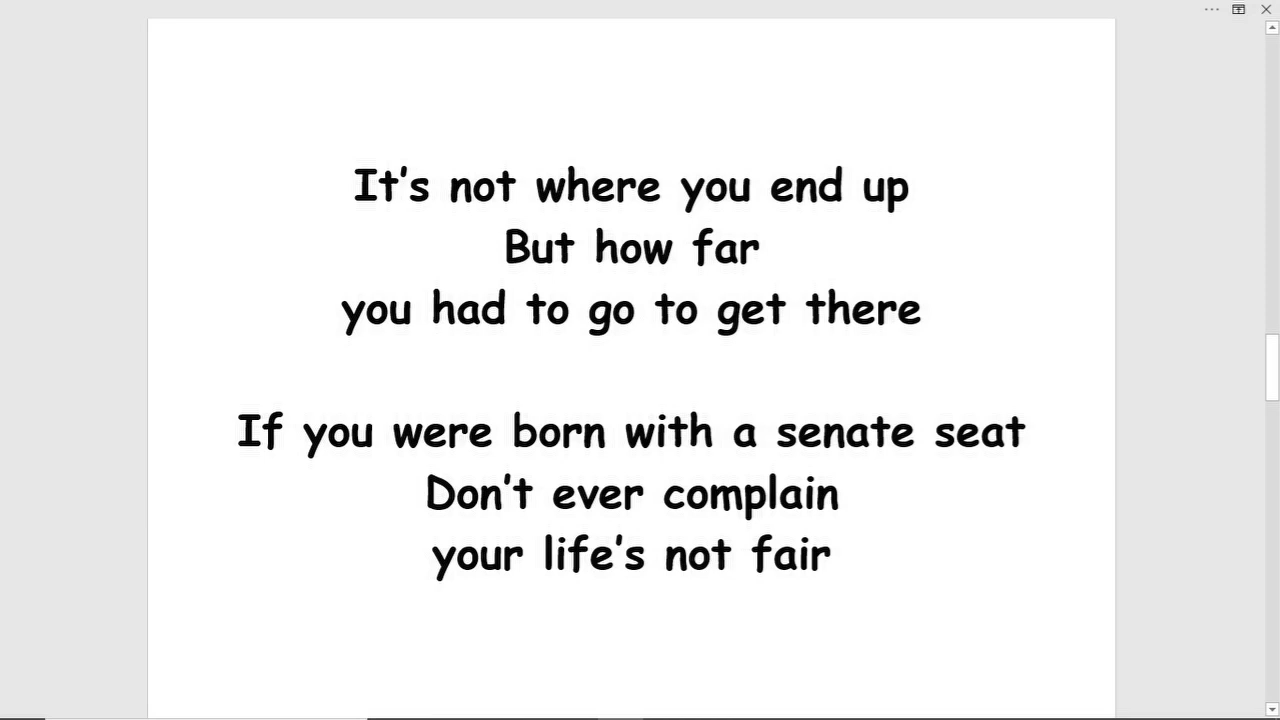 It’s not where you end up
But how far
you had to go to get there
If you were born with a senate seat
Don’t ever complain
your life’s not fair